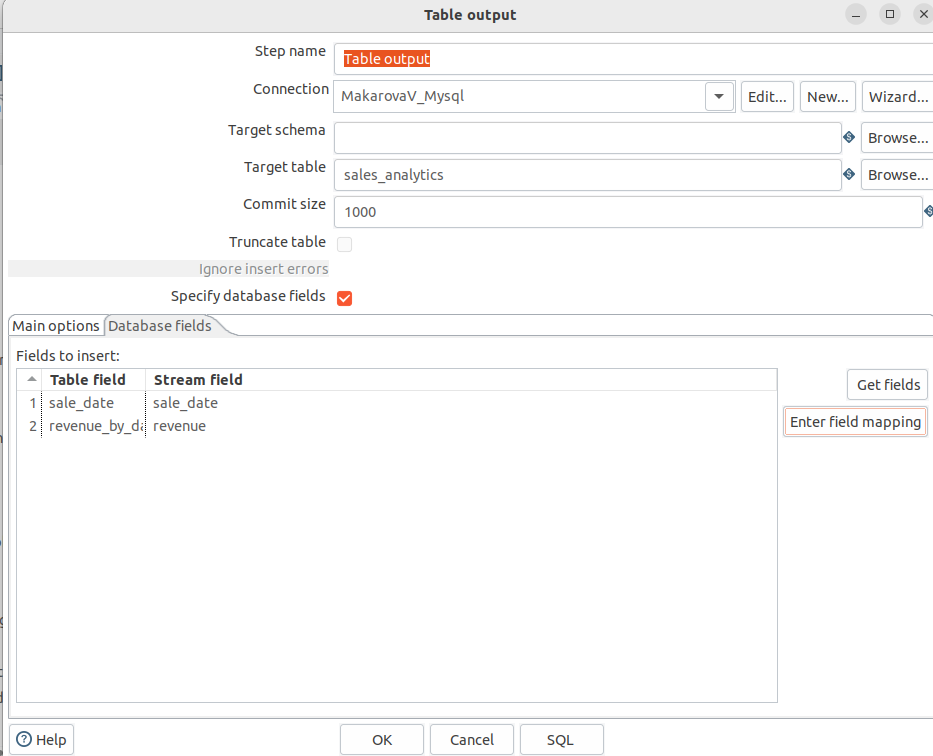 Table output
Step name Table output
Connection MakarovaV_Mysql Edit... New... Wizard...
Target schema Browse...
Target table sales_analytics Browse...
Commit size 1000
Truncate table
Ignore insert errors
Specify database fields
Main options Database fields
Fields to insert:
Table field Stream field
1 sale_date sale_date
2 revenue_by_da revenue
Get fields
Enter field mapping
Help OK Cancel SQL